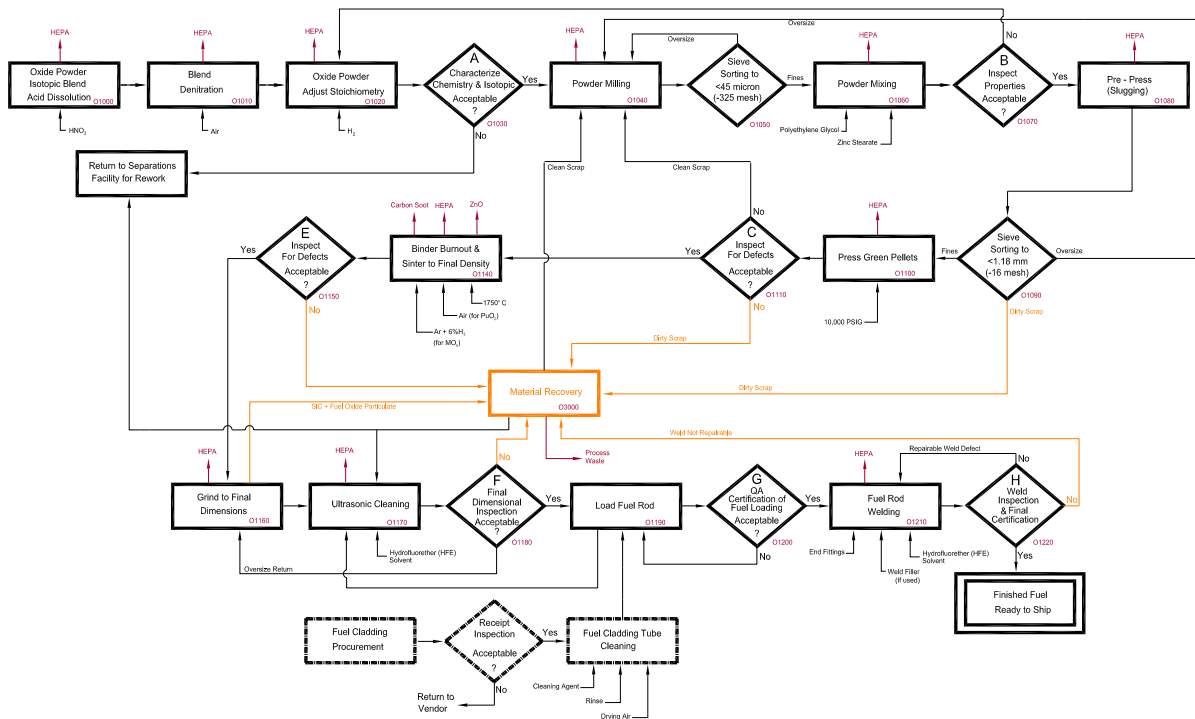 Oversize
No
HEPA
HEPA
HEPA
HEPA
HEPA
HEPA
Oxide Powder
Isotopic Blend
Acid Dissolution
O1000
HNO3
Blend
Denitration
O1010
Air
Oxide Powder
Adjust Stoichiometry
O1020
H2
A
Characterize
Chemistry & Isotopic
Acceptable
?
O1030
Yes
No
Powder Milling
O1040
Oversize
Sieve
Sorting to
<45 micron
(-325 mesh)
O1050
Fines
Powder Mixing
O1060
Polyethylene Glycol
Zinc Stearate
B
Inspect
Properties
Acceptable
?
O1070
Yes
Pre - Press
(Slugging)
O1080
Return to Separations
Facility for Rework
Clean Scrap
Clean Scrap
Carbon Soot
HEPA
ZnO
HEPA
E
Inspect
For Defects
Acceptable
?
O1150
Yes
No
Binder Burnout &
Sinter to Final Density
O1140
1750° C
Air (for PuO2)
Ar + 6%H2
(for MOx)
No
C
Inspect
For Defects
Acceptable
?
O1110
Yes
No
Press Green Pellets
O1100
10,000 PSIG
Fines
Sieve
Sorting to
<1.18 mm
(-16 mesh)
O1090
Oversize
Dirty Scrap
Dirty Scrap
Dirty Scrap
Material Recovery
O3000
SiC + Fuel Oxide Particulate
Weld Not Repairable
Process
Waste
Repairable Weld Defect
HEPA
HEPA
HEPA
Grind to Final
Dimensions
O1160
Ultrasonic Cleaning
O1170
Hydrofluorether (HFE)
Solvent
No
F
Final
Dimensional
Inspection
Acceptable
?
O1180
Yes
Oversize Return
Load Fuel Rod
O1190
G
QA
Certification of
Fuel Loading
Acceptable
?
O1200
Yes
No
Fuel Rod
Welding
O1210
End Fittings
Weld Filler
(If used)
Hydrofluorether (HFE)
Solvent
No
H
Weld
Inspection
& Final
Certification
O1220
No
Yes
Finished Fuel
Ready to Ship
Fuel Cladding
Procurement
Receipt
Inspection
Acceptable
?
Yes
No
Return to
Vendor
Fuel Cladding Tube
Cleaning
Cleaning Agent
Rinse
Drying Air